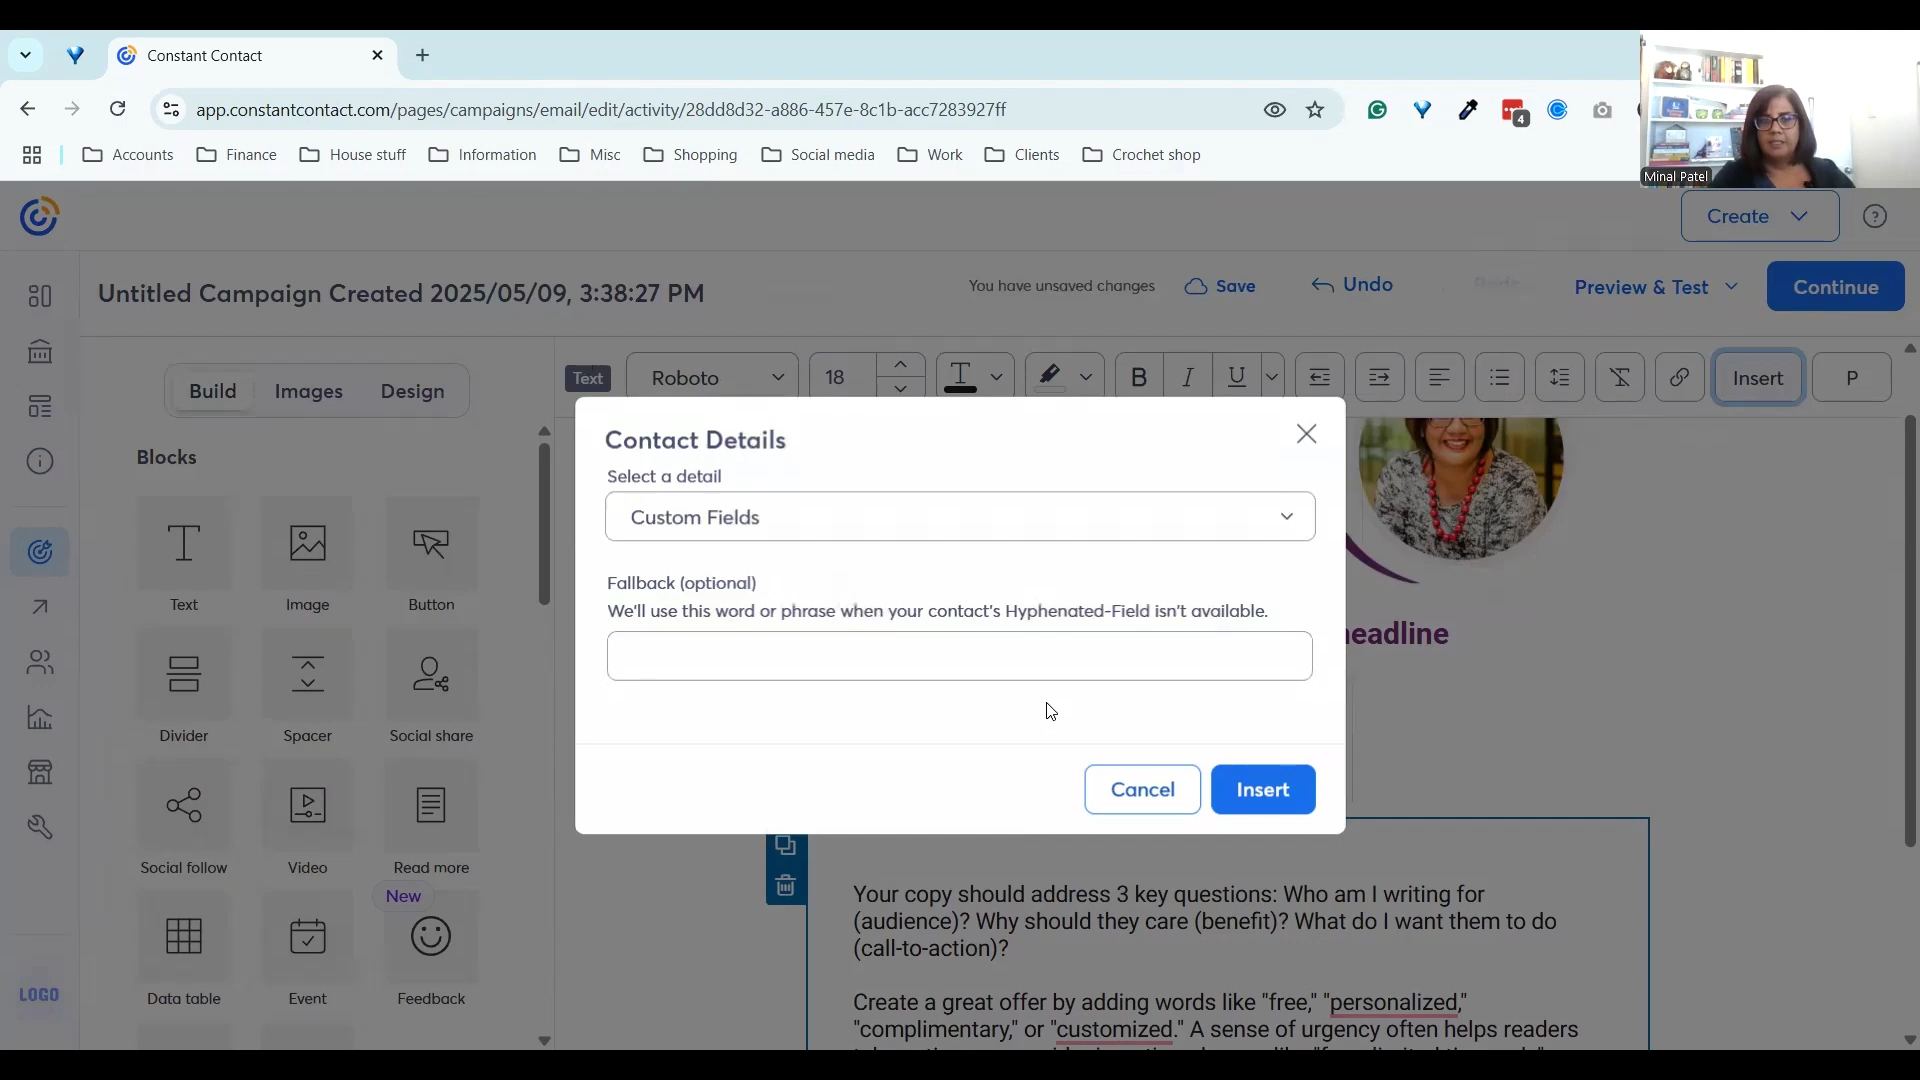 Constant Contact
app.constantcontact.com/pages/campaigns/email/edit/activity/28dd8d32-a886-457e-8c1b-acc7283927ff
4
Accounts
Finance
House stuff
Information
Misc
Shopping
Social media
Work
Clients
Crochet shop
Minal Patel
Create
Untitled Campaign Created 2025/05/09, 3:38:27 PM
You have unsaved changes
Save
Undo
Preview & Test
Continue
Build
Images
Design
Text
Roboto
18
T
B
I
U
Insert
P
Blocks
Text
Image
Button
Divider
Spacer
Social share
Social follow
Video
Read more
New
Data table
Event
Feedback
LOGO
Contact Details
Select a detail
Custom Fields
Fallback (optional)
We'll use this word or phrase when your contact's Hyphenated-Field isn't available.
Cancel
Insert
headline
Your copy should address 3 key questions: Who am I writing for
(audience)? Why should they care (benefit)? What do I want them to do
(call-to-action)?
Create a great offer by adding words like "free," "personalized,"
"complimentary," or "customized." A sense of urgency often helps readers